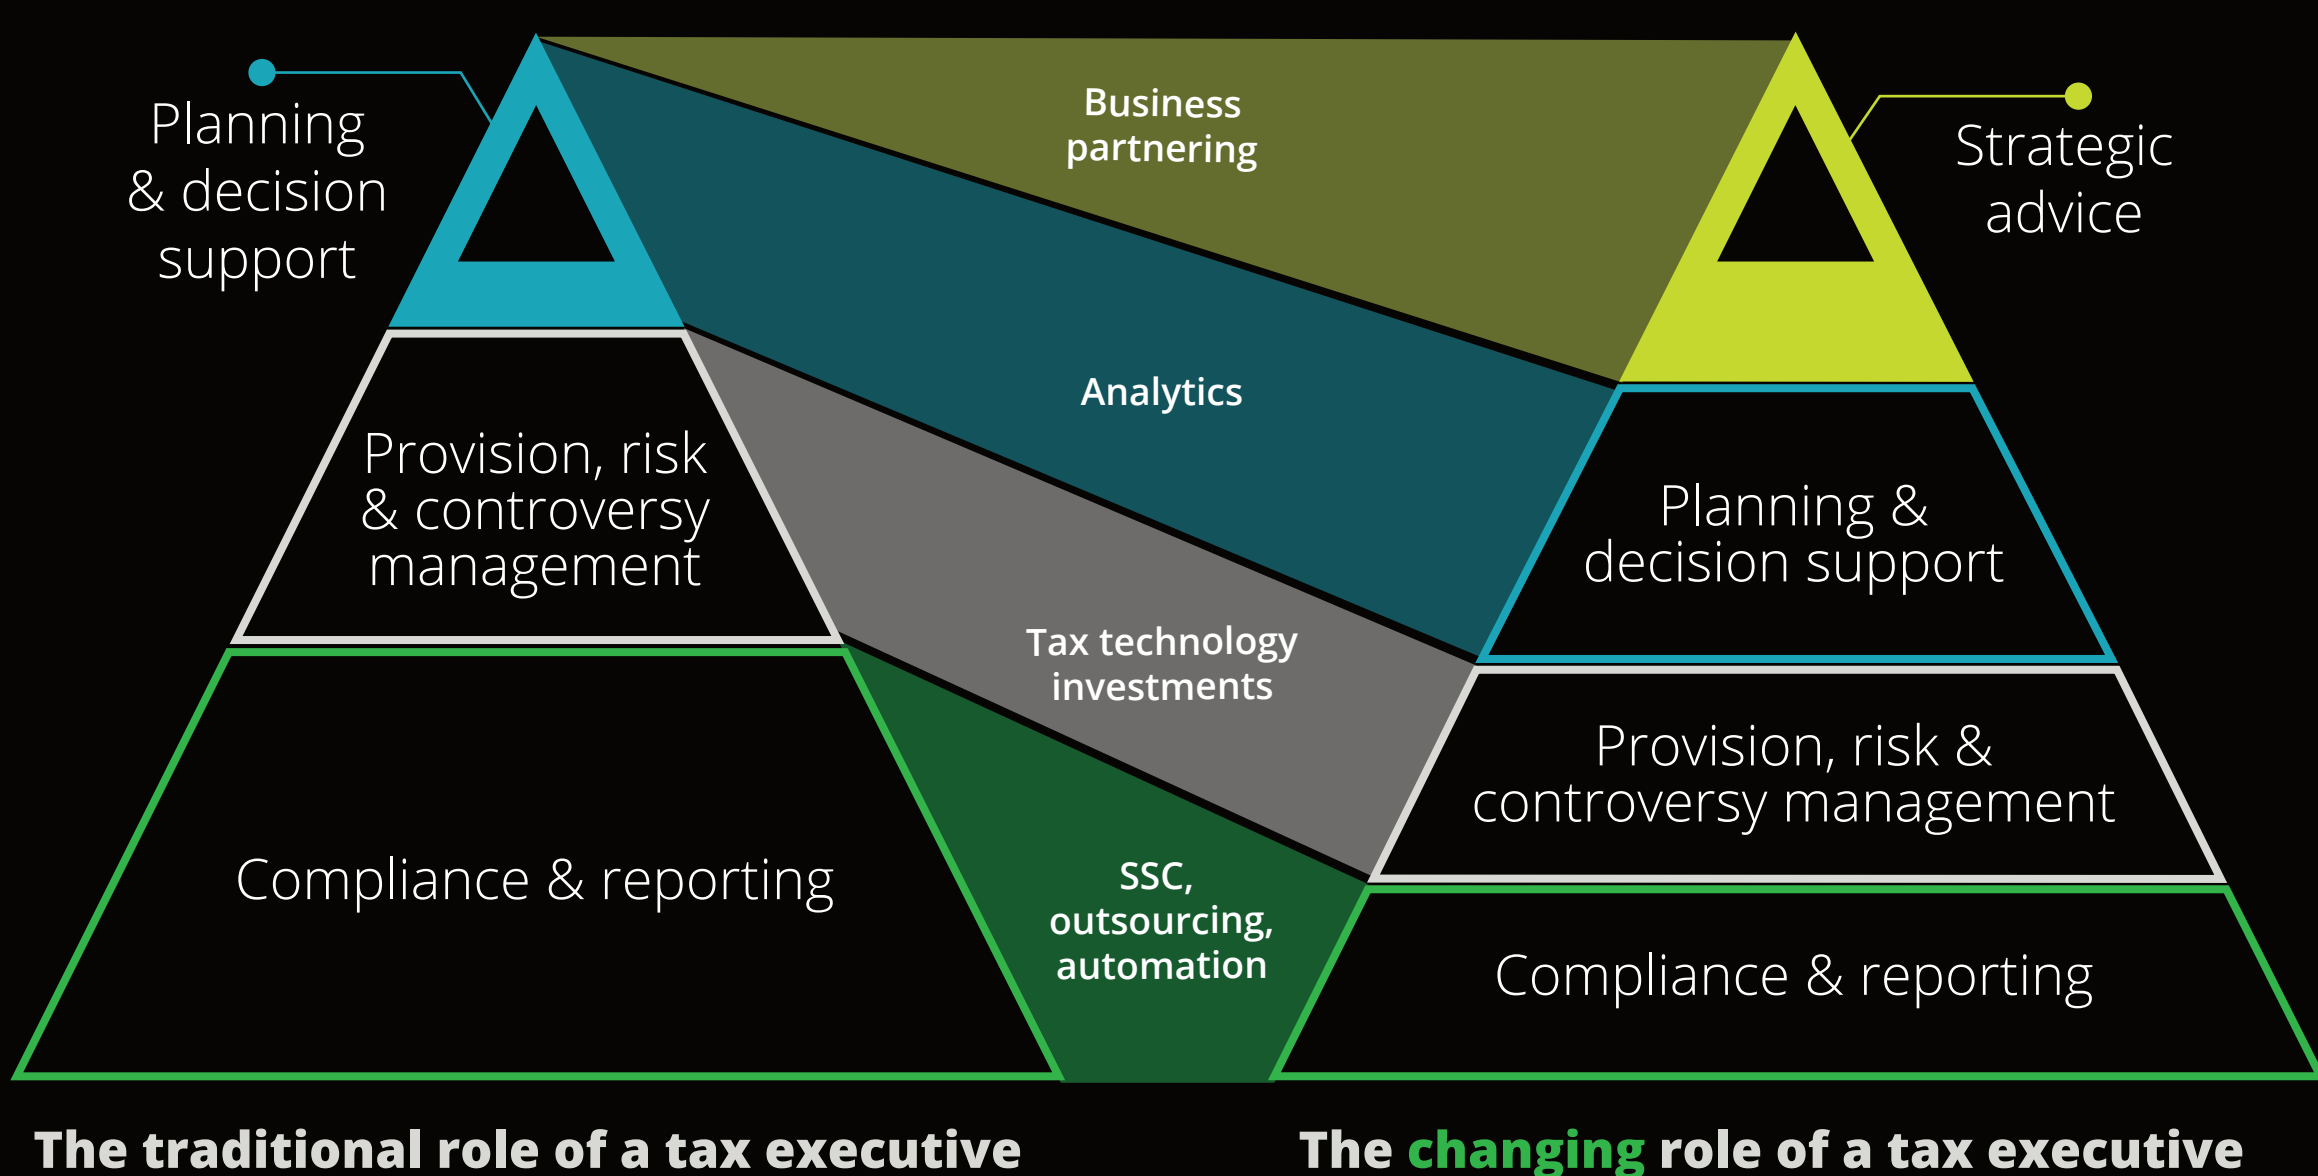 Planning
& decision
support
Provision, risk
& controversy
management
Compliance & reporting
The traditional role of a tax executive
Business
partnering
Analytics
Tax technology
investments
SSC,
outsourcing,
automation
Strategic
advice
Planning &
decision support
Provision, risk &
controversy management
Compliance & reporting
The changing role of a tax executive